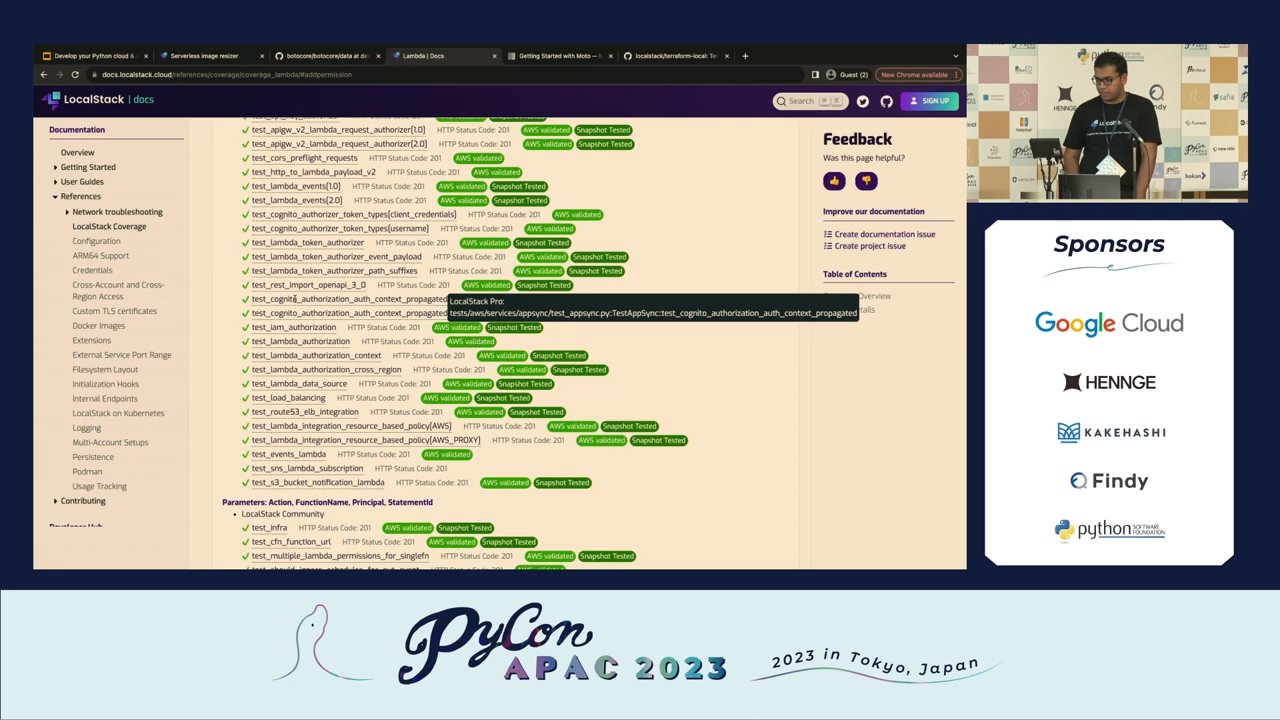 Develop your Python cloud &
Serverless image resizer
botocore/botocore/data at de
Lambda | Docs
Getting Started with Moto —
localstack/terraform-local: Te
docs.localstack.cloud/references/coverage/coverage_lambda/#addpermission
Guest (2)
New Chrome available
LocalStack | docs
Search
SIGN UP
Documentation
Overview
Getting Started
User Guides
References
Network troubleshooting
LocalStack Coverage
Configuration
ARM64 Support
Credentials
Cross-Account and Cross-
Region Access
Custom TLS certificates
Docker Images
Extensions
External Service Port Range
Filesystem Layout
Initialization Hooks
Internal Endpoints
LocalStack on Kubernetes
Logging
Multi-Account Setups
Persistence
Podman
Usage Tracking
Contributing
test_apigw_v2_lambda_request_authorizer[1.0] HTTP Status Code: 201 AWS validated Snapshot Tested
test_apigw_v2_lambda_request_authorizer[2.0] HTTP Status Code: 201 AWS validated Snapshot Tested
test_cors_preflight_requests HTTP Status Code: 201 AWS validated
test_http_to_lambda_payload_v2 HTTP Status Code: 201 AWS validated
test_lambda_events[1.0] HTTP Status Code: 201 AWS validated Snapshot Tested
test_lambda_events[2.0] HTTP Status Code: 201 AWS validated Snapshot Tested
test_cognito_authorizer_token_types[client_credentials] HTTP Status Code: 201 AWS validated
test_cognito_authorizer_token_types[username] HTTP Status Code: 201 AWS validated
test_lambda_token_authorizer HTTP Status Code: 201 AWS validated Snapshot Tested
test_lambda_token_authorizer_event_payload HTTP Status Code: 201 AWS validated Snapshot Tested
test_lambda_token_authorizer_path_suffixes HTTP Status Code: 201 AWS validated Snapshot Tested
test_rest_import_openapi_3_0 HTTP Status Code: 201 AWS validated Snapshot Tested
test_cognito_authorization_auth_context_propagated
test_cognito_authorization_auth_context_propagated
LocalStack Pro:
tests/aws/services/appsync/test_appsync.py:TestAppSync::test_cognito_authorization_auth_context_propagated
test_iam_authorization HTTP Status Code: 201 AWS validated Snapshot Tested
test_lambda_authorization HTTP Status Code: 201 AWS validated
test_lambda_authorization_context HTTP Status Code: 201 AWS validated Snapshot Tested
test_lambda_authorization_cross_region HTTP Status Code: 201 AWS validated Snapshot Tested
test_lambda_data_source HTTP Status Code: 201 AWS validated Snapshot Tested
test_load_balancing HTTP Status Code: 201 AWS validated Snapshot Tested
test_route53_elb_integration HTTP Status Code: 201 AWS validated Snapshot Tested
test_lambda_integration_resource_based_policy[AWS] HTTP Status Code: 201 AWS validated Snapshot Tested
test_lambda_integration_resource_based_policy[AWS_PROXY] HTTP Status Code: 201 AWS validated Snapshot Tested
test_events_lambda HTTP Status Code: 201 AWS validated
test_sns_lambda_subscription HTTP Status Code: 201
test_s3_bucket_notification_lambda HTTP Status Code: 201 AWS validated Snapshot Tested
Parameters: Action, FunctionName, Principal, StatementId
LocalStack Community
test_infra HTTP Status Code: 201 AWS validated Snapshot Tested
test_cfn_function_url HTTP Status Code: 201 AWS validated Snapshot Tested
test_multiple_lambda_permissions_for_singlefn HTTP Status Code: 201 AWS validated Snapshot Tested
Feedback
Was this page helpful?
Improve our documentation
Create documentation issue
Create project issue
Table of Contents
Overview
tails
HENNGE
Sponsors
Google Cloud
HENNGE
KAKEHASHI
Findy
python SOFTWARE FOUNDATION
PyCon
APAC 2023
2023 in Tokyo, Japan